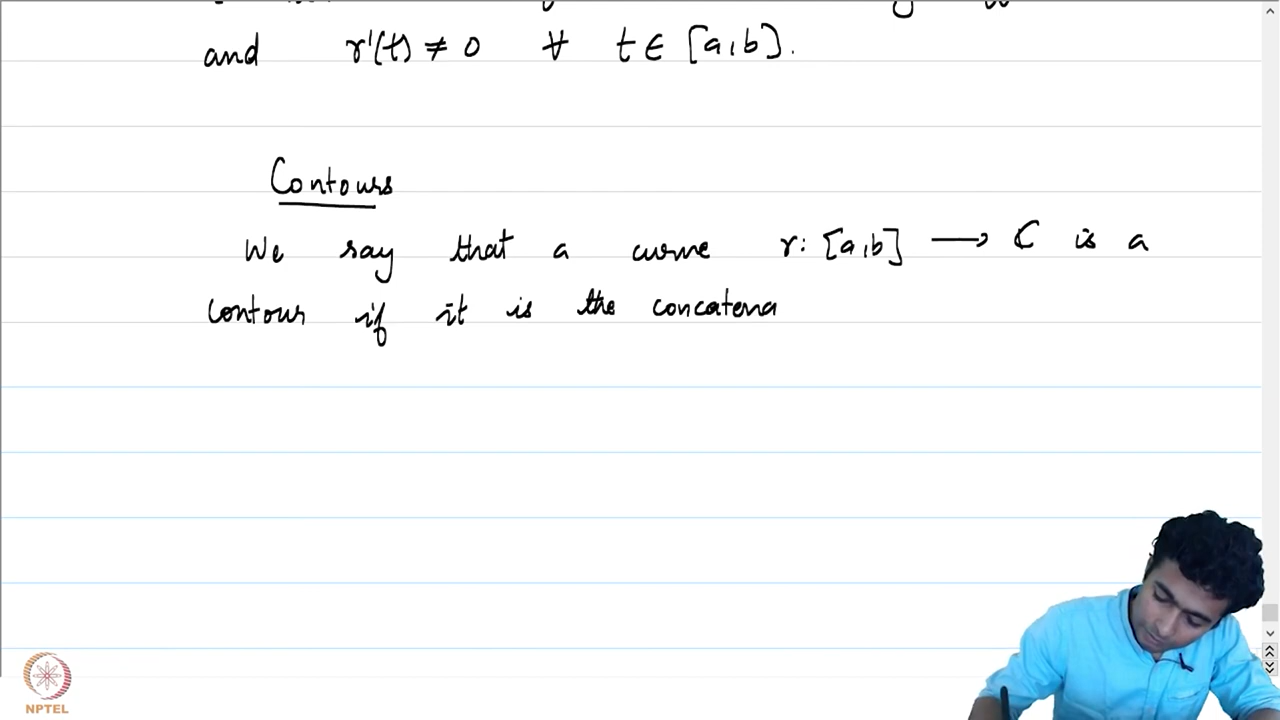 and r'(t) ≠ 0 ∀ t ∈ [a,b].
Contours
We say that a curve r: [a,b] → ℂ is a
contour if it is the concatena
NPTEL